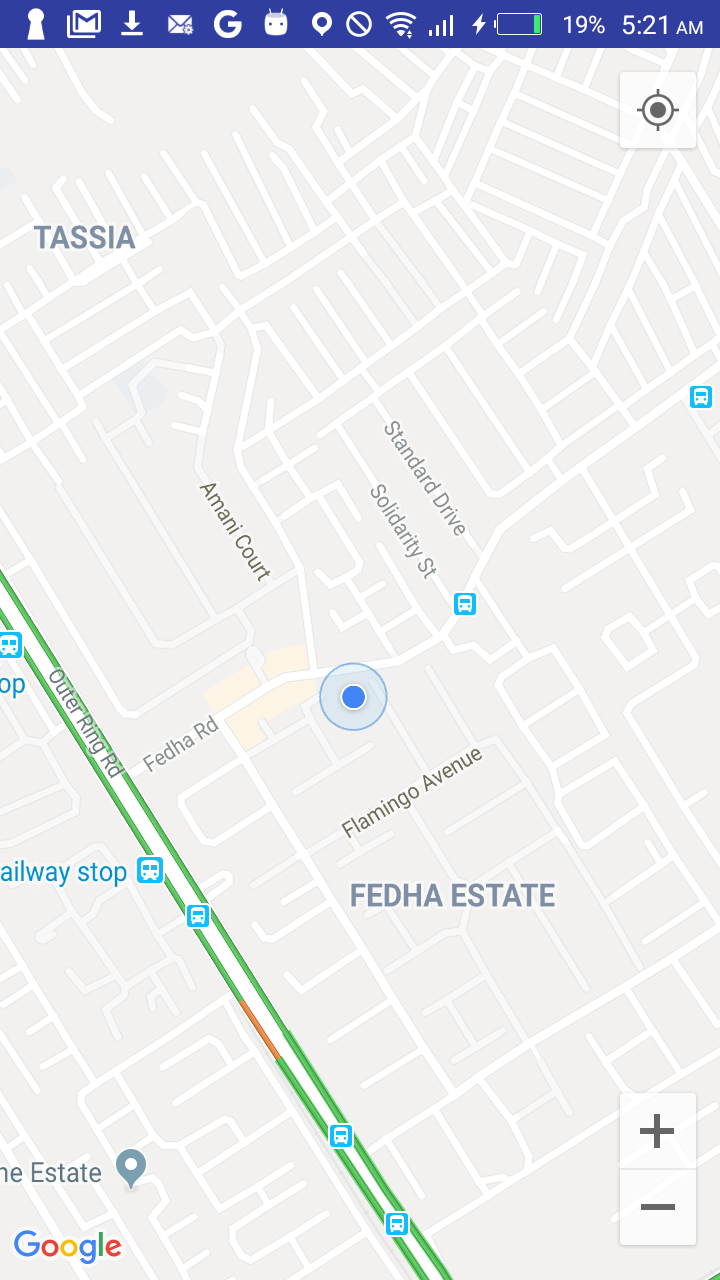 19% 5:21 AM
TASSIA
Standard Drive
Solidarity St
Amani Court
op
Outer Ring Rd
Fedha Rd
Flamingo Avenue
ailway stop
FEDHA ESTATE
ne Estate
Google